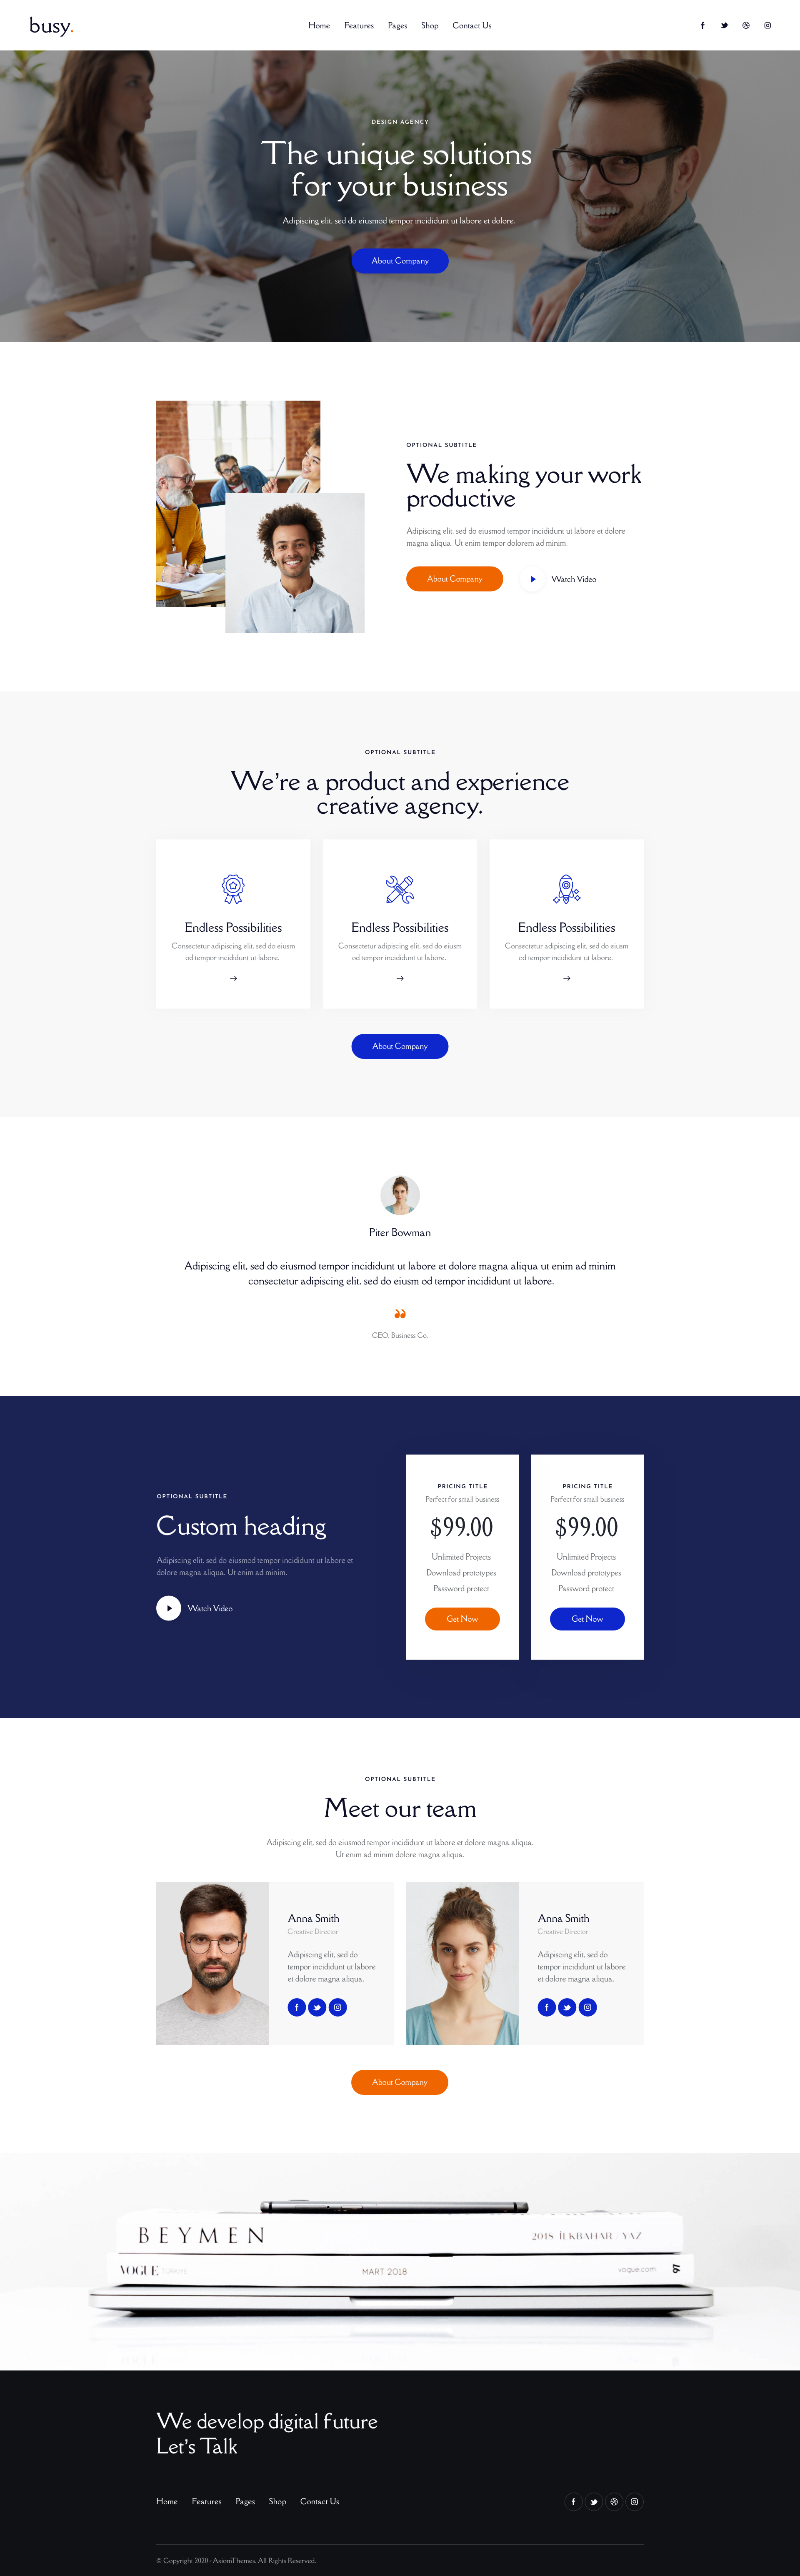 busy.
Home Features Pages Shop Contact Us
DESIGN AGENCY
The unique solutions
for your business
Adipiscing elit, sed do eiusmod tempor incididunt ut labore et dolore.
About Company
OPTIONAL SUBTITLE
We making your work
productive
Adipiscing elit, sed do eiusmod tempor incididunt ut labore et dolore
magna aliqua. Ut enim tempor dolorem ad minim.
About Company
Watch Video
OPTIONAL SUBTITLE
We're a product and experience
creative agency.
Endless Possibilities
Consectetur adipiscing elit, sed do eiusm
od tempor incididunt ut labore.
Endless Possibilities
Consectetur adipiscing elit, sed do eiusm
od tempor incididunt ut labore.
Endless Possibilities
Consectetur adipiscing elit, sed do eiusm
od tempor incididunt ut labore.
About Company
Piter Bowman
Adipiscing elit, sed do eiusmod tempor incididunt ut labore et dolore magna aliqua ut enim ad minim
consectetur adipiscing elit, sed do eiusm od tempor incididunt ut labore.
CEO, Business Co.
OPTIONAL SUBTITLE
Custom heading
Adipiscing elit, sed do eiusmod tempor incididunt ut labore et
dolore magna aliqua. Ut enim ad minim.
Watch Video
PRICING TITLE
Perfect for small business
$99.00
Unlimited Projects
Download prototypes
Password protect
Get Now
PRICING TITLE
Perfect for small business
$99.00
Unlimited Projects
Download prototypes
Password protect
Get Now
OPTIONAL SUBTITLE
Meet our team
Adipiscing elit, sed do eiusmod tempor incididunt ut labore et dolore magna aliqua.
Ut enim ad minim dolore magna aliqua.
Anna Smith
Creative Director
Adipiscing elit, sed do
tempor incididunt ut labore
et dolore magna aliqua.
Anna Smith
Creative Director
Adipiscing elit, sed do
tempor incididunt ut labore
et dolore magna aliqua.
About Company
BEYMEN 2018 İLKBAHAR / YAZ
VOGUE MART 2018 vogue.com
We develop digital future
Let's Talk
Home Features Pages Shop Contact Us
© Copyright 2020 - AxiomThemes. All Rights Reserved.